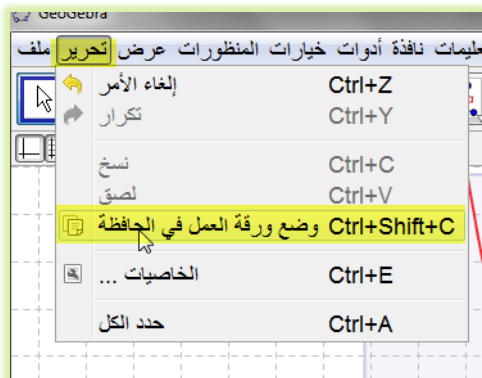 GeoGebra
ملف تحرير عرض المنظورات خيارات أدوات نافذة تعليمات
إلغاء الأمر Ctrl+Z
تكرار Ctrl+Y
نسخ Ctrl+C
لصق Ctrl+V
وضع ورقة العمل في الحافظة Ctrl+Shift+C
الخاصيات ... Ctrl+E
حدد الكل Ctrl+A